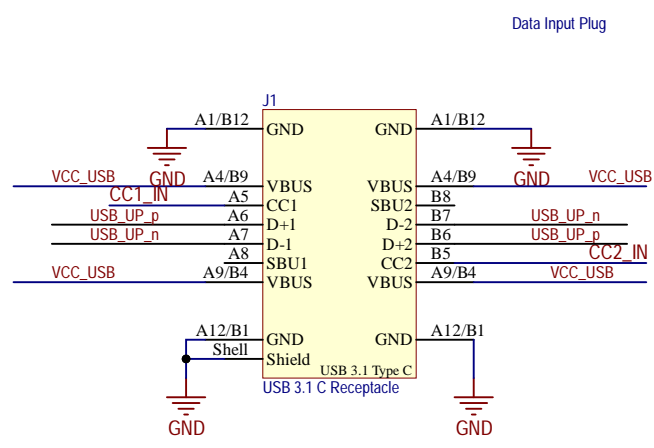 Data Input Plug
J1
A1/B12 GND GND A1/B12
GND GND
VCC_USB A4/B9 VBUS VBUS A4/B9 VCC_USB
CC1_IN A5 CC1 SBU2 B8
USB_UP_p A6 D+1 D-2 B7 USB_UP_n
USB_UP_n A7 D-1 D+2 B6 USB_UP_p
A8 SBU1 CC2 B5 CC2_IN
VCC_USB A9/B4 VBUS VBUS A9/B4 VCC_USB
A12/B1 GND GND A12/B1
Shell Shield
USB 3.1 Type C
USB 3.1 C Receptacle
GND GND